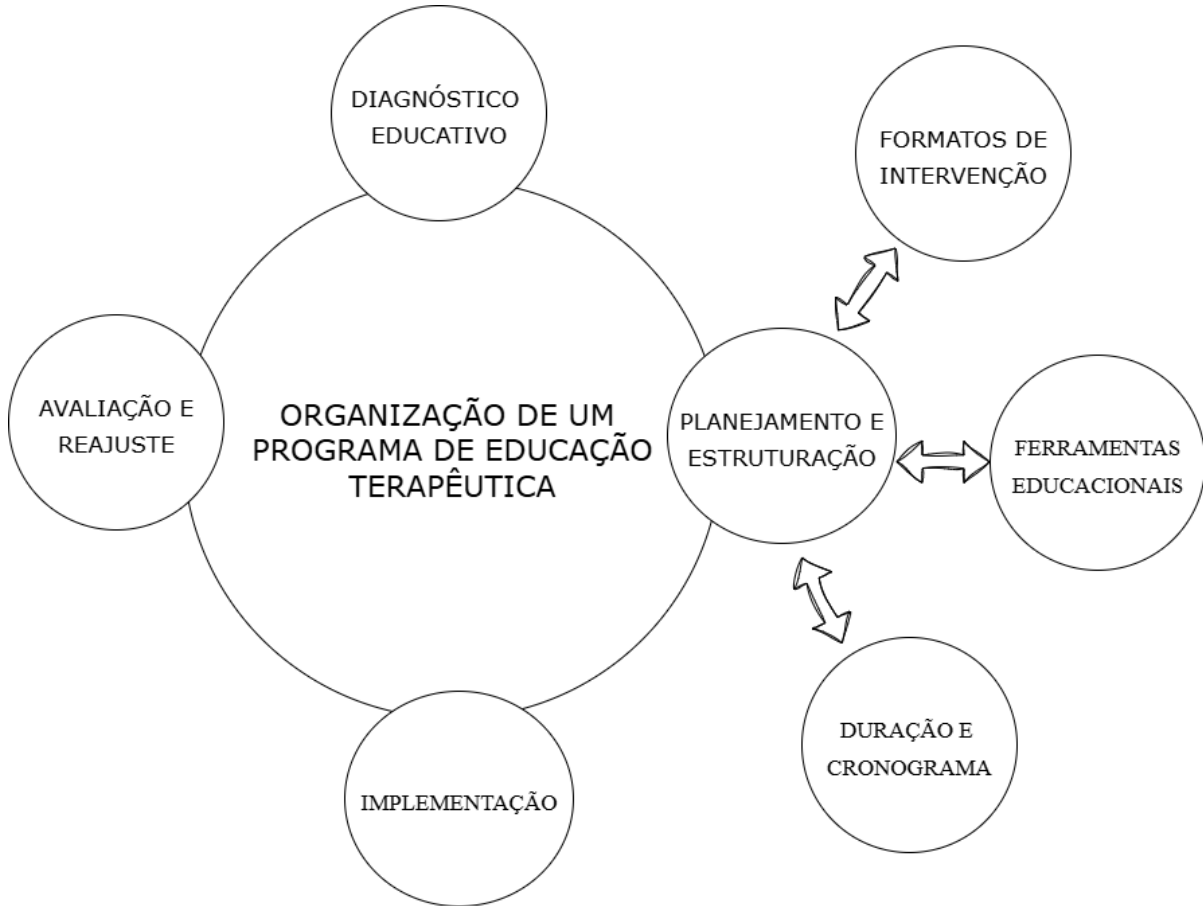 DIAGNÓSTICO
EDUCATIVO
FORMATOS DE
INTERVENÇÃO
AVALIAÇÃO E
REAJUSTE
ORGANIZAÇÃO DE UM
PROGRAMA DE EDUCAÇÃO
TERAPÊUTICA
PLANEJAMENTO E
ESTRUTURAÇÃO
FERRAMENTAS
EDUCACIONAIS
DURAÇÃO E
CRONOGRAMA
IMPLEMENTAÇÃO